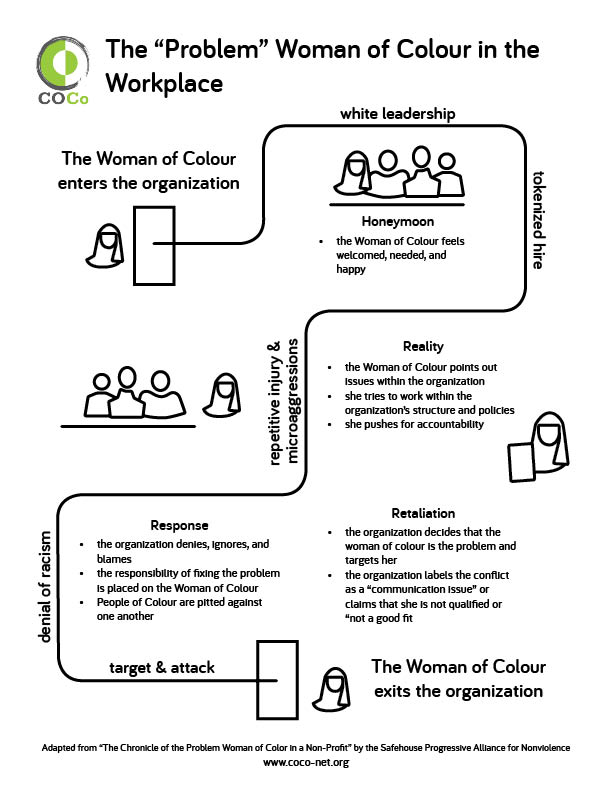 The “Problem” Woman of Colour in the
Workplace
COCo
white leadership
The Woman of Colour
enters the organization
tokenized hire
Honeymoon
• the Woman of Colour feels
welcomed, needed, and
happy
repetitive injury &
microaggressions
Reality
• the Woman of Colour points out
issues within the organization
• she tries to work within the
organization’s structure and policies
• she pushes for accountability
denial of racism
Response
• the organization denies, ignores, and
blames
• the responsibility of fixing the problem
is placed on the Woman of Colour
• People of Colour are pitted against
one another
Retaliation
• the organization decides that the
woman of colour is the problem and
targets her
• the organization labels the conflict
as a “communication issue” or
claims that she is not qualified or
“not a good fit
target & attack
The Woman of Colour
exits the organization
Adapted from “The Chronicle of the Problem Woman of Color in a Non-Profit” by the Safehouse Progressive Alliance for Nonviolence
www.coco-net.org